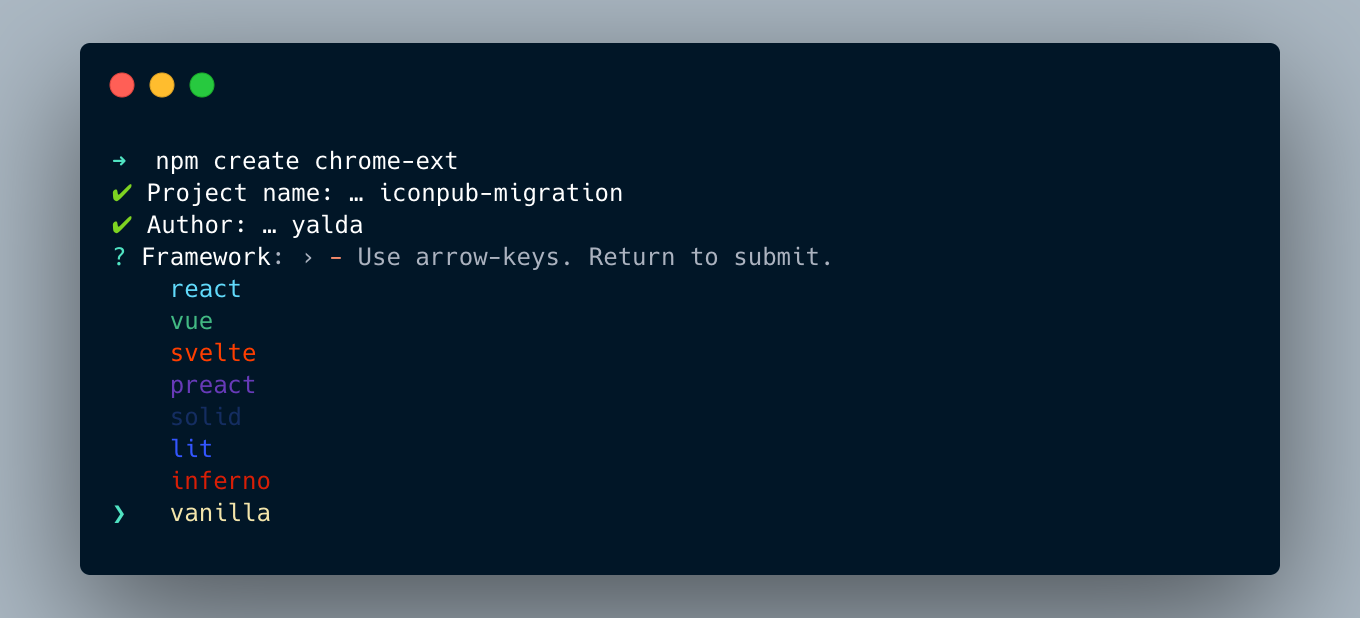 ➜  npm create chrome-ext
✔ Project name: … iconpub-migration
✔ Author: … yalda
? Framework: › - Use arrow-keys. Return to submit.
    react
    vue
    svelte
    preact
    solid
    lit
    inferno
❯   vanilla